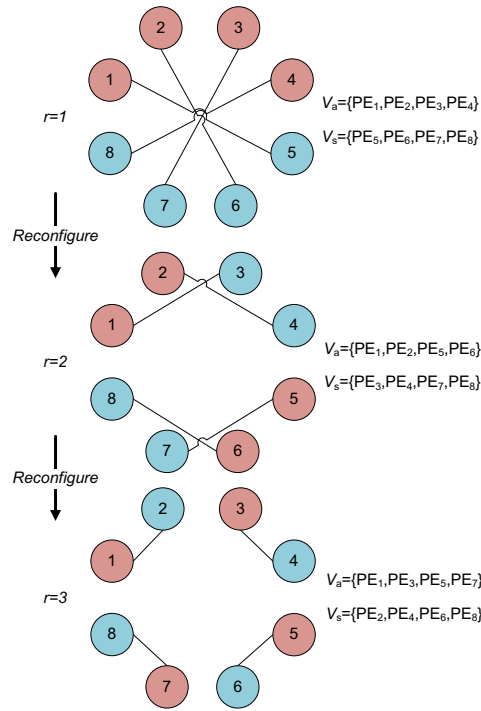 2 3
1 4
Vₐ={PE₁,PE₂,PE₃,PE₄}
r=1
Vₛ={PE₅,PE₆,PE₇,PE₈}
8 5
7 6
Reconfigure
2 3
1 4
Vₐ={PE₁,PE₂,PE₅,PE₆}
r=2
Vₛ={PE₃,PE₄,PE₇,PE₈}
8 5
7 6
Reconfigure
2 3
1 4
Vₐ={PE₁,PE₃,PE₅,PE₇}
r=3
Vₛ={PE₂,PE₄,PE₆,PE₈}
8 5
7 6